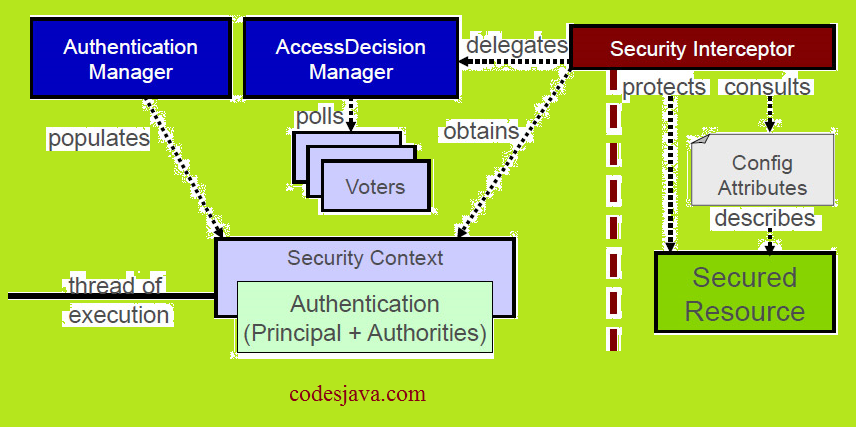 Authentication
Manager
AccessDecision
Manager
delegates
Security Interceptor
protects
consults
populates
polls
obtains
Voters
Config
Attributes
describes
Security Context
Secured
Resource
thread of
execution
Authentication
(Principal + Authorities)
codesjava.com